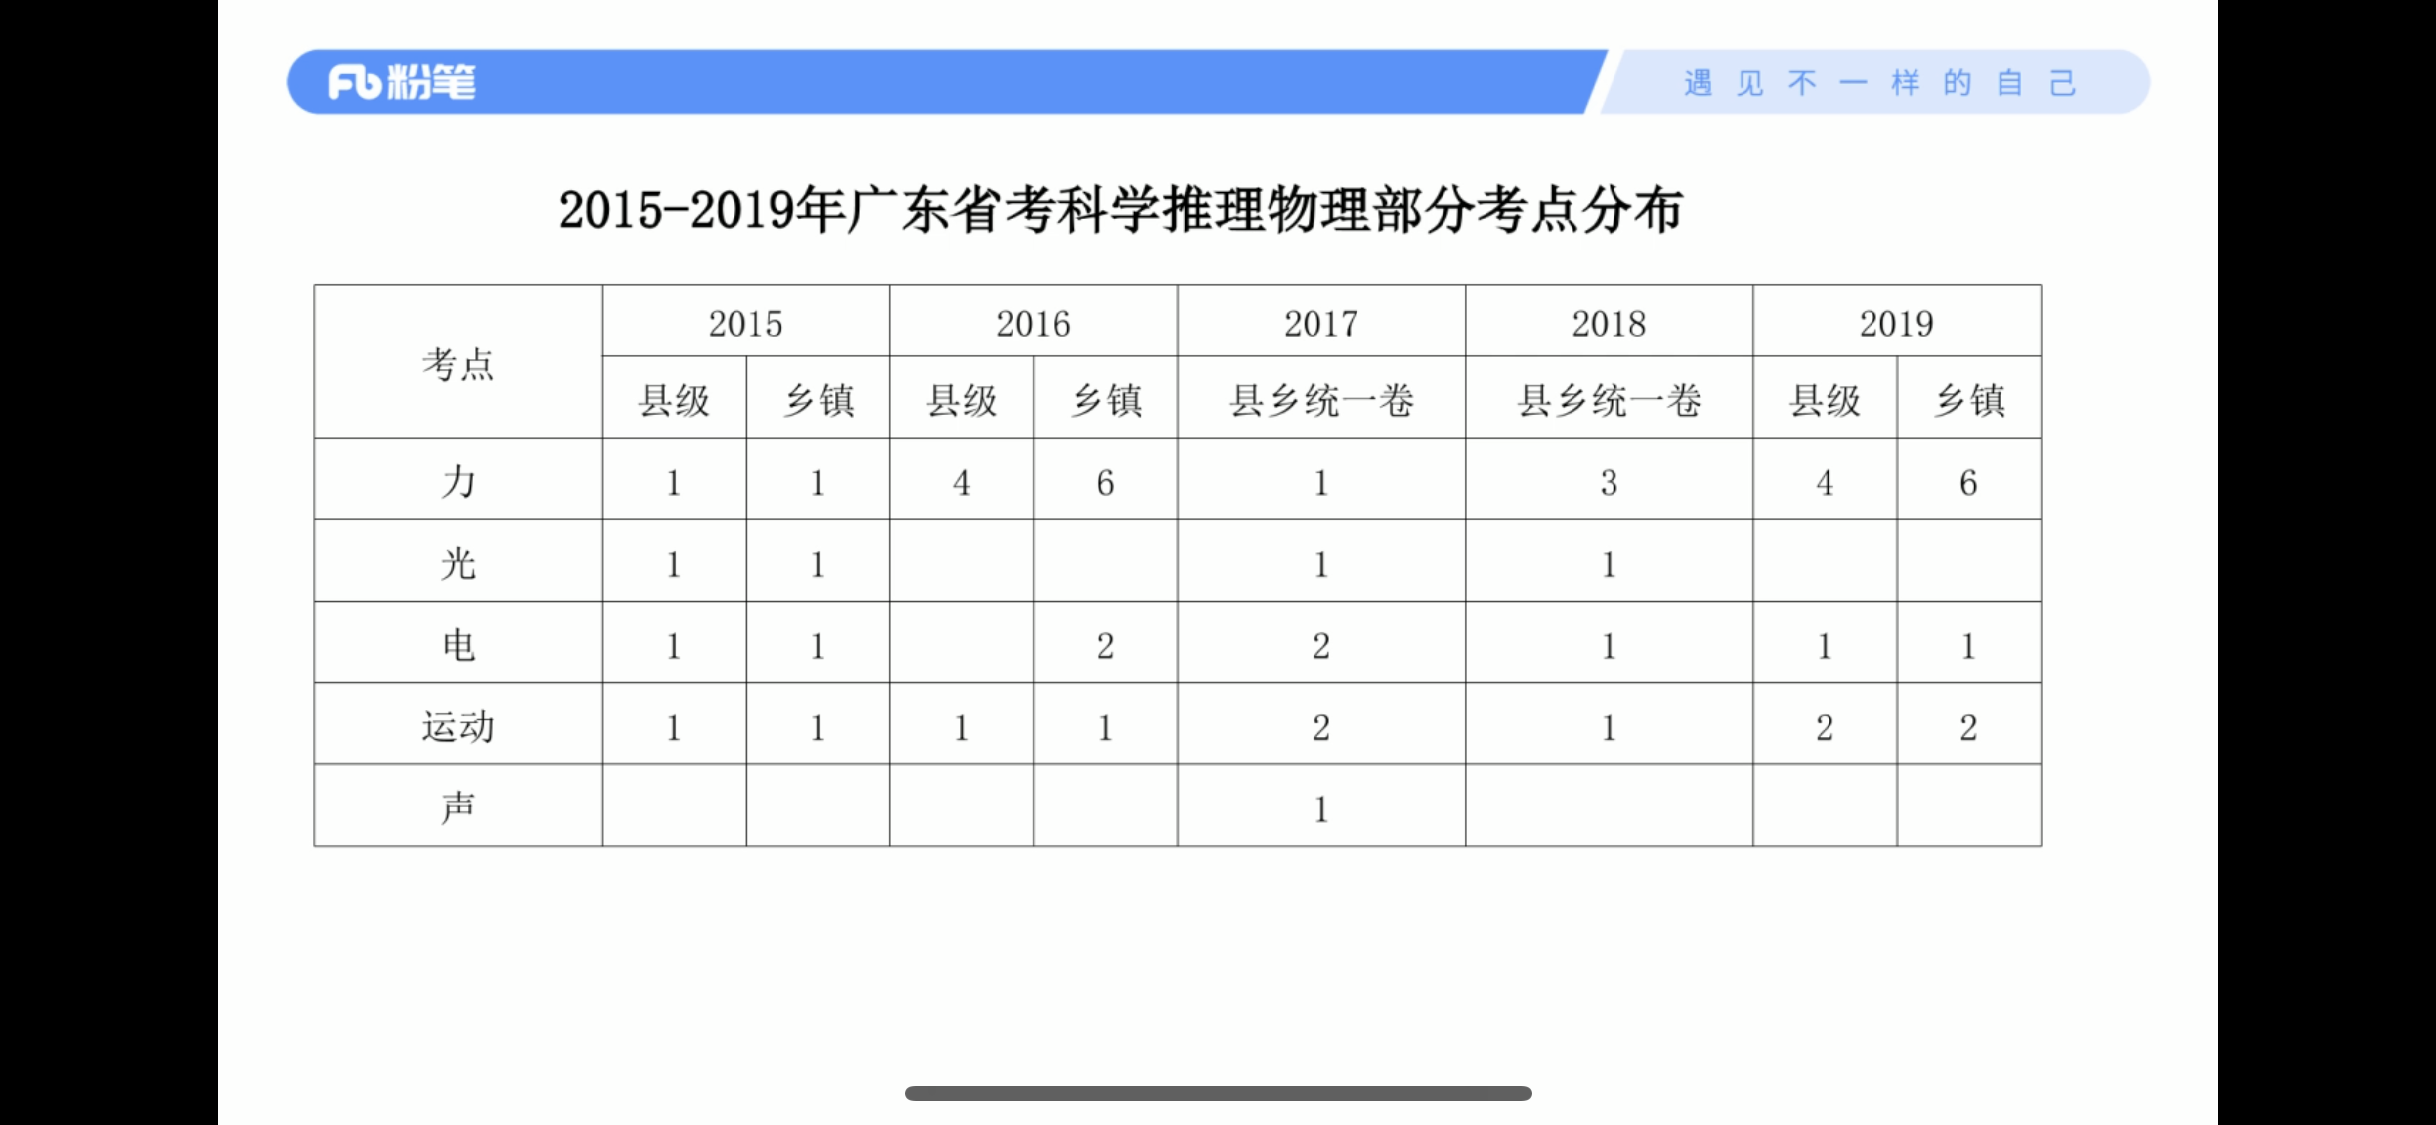 Fb粉笔
遇见不一样的自己
2015-2019年广东省考科学推理物理部分考点分布
考点 2015 2016 2017 2018 2019
县级 乡镇 县级 乡镇 县乡统一卷 县乡统一卷 县级 乡镇
力 1 1 4 6 1 3 4 6
光 1 1 1 1
电 1 1 2 2 1 1 1
运动 1 1 1 1 2 1 2 2
声 1